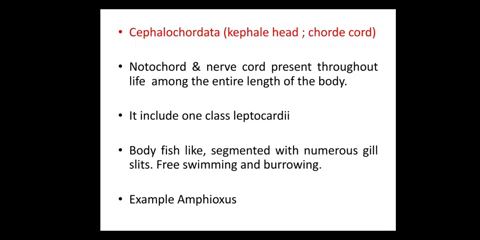 • Cephalochordata (kephale head ; chorde cord)
• Notochord & nerve cord present throughout
life among the entire length of the body.
• It include one class leptocardii
• Body fish like, segmented with numerous gill
slits. Free swimming and burrowing.
• Example Amphioxus